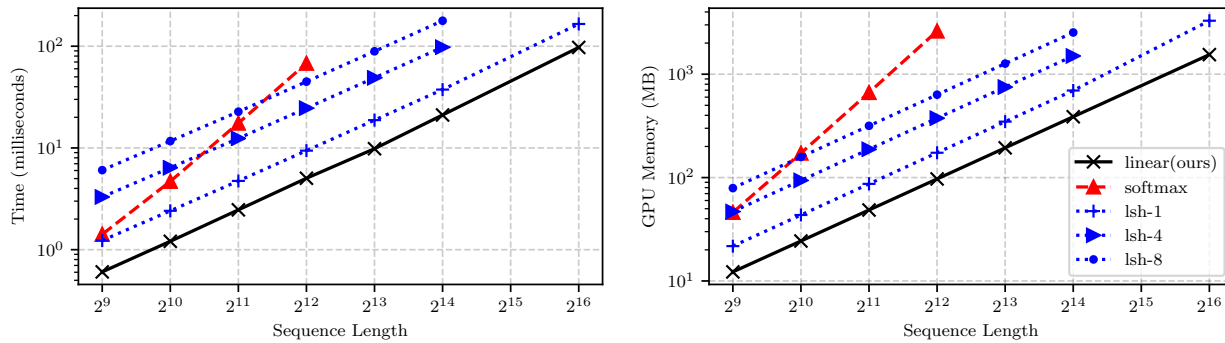 Time (milliseconds)
10²
10¹
10⁰
2⁹ 2¹⁰ 2¹¹ 2¹² 2¹³ 2¹⁴ 2¹⁵ 2¹⁶
Sequence Length
GPU Memory (MB)
10³
10²
10¹
2⁹ 2¹⁰ 2¹¹ 2¹² 2¹³ 2¹⁴ 2¹⁵ 2¹⁶
Sequence Length
linear(ours)
softmax
lsh-1
lsh-4
lsh-8